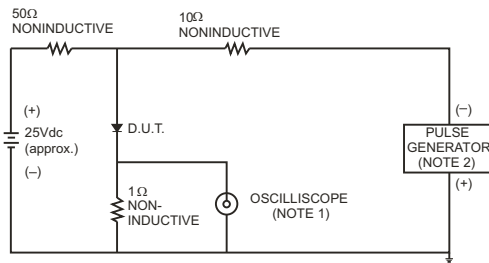 50Ω
NONINDUCTIVE
10Ω
NONINDUCTIVE
(+)
25Vdc
(approx.)
(–)
D.U.T.
1Ω
NON-
INDUCTIVE
OSCILLISCOPE
(NOTE 1)
(–)
PULSE
GENERATOR
(NOTE 2)
(+)